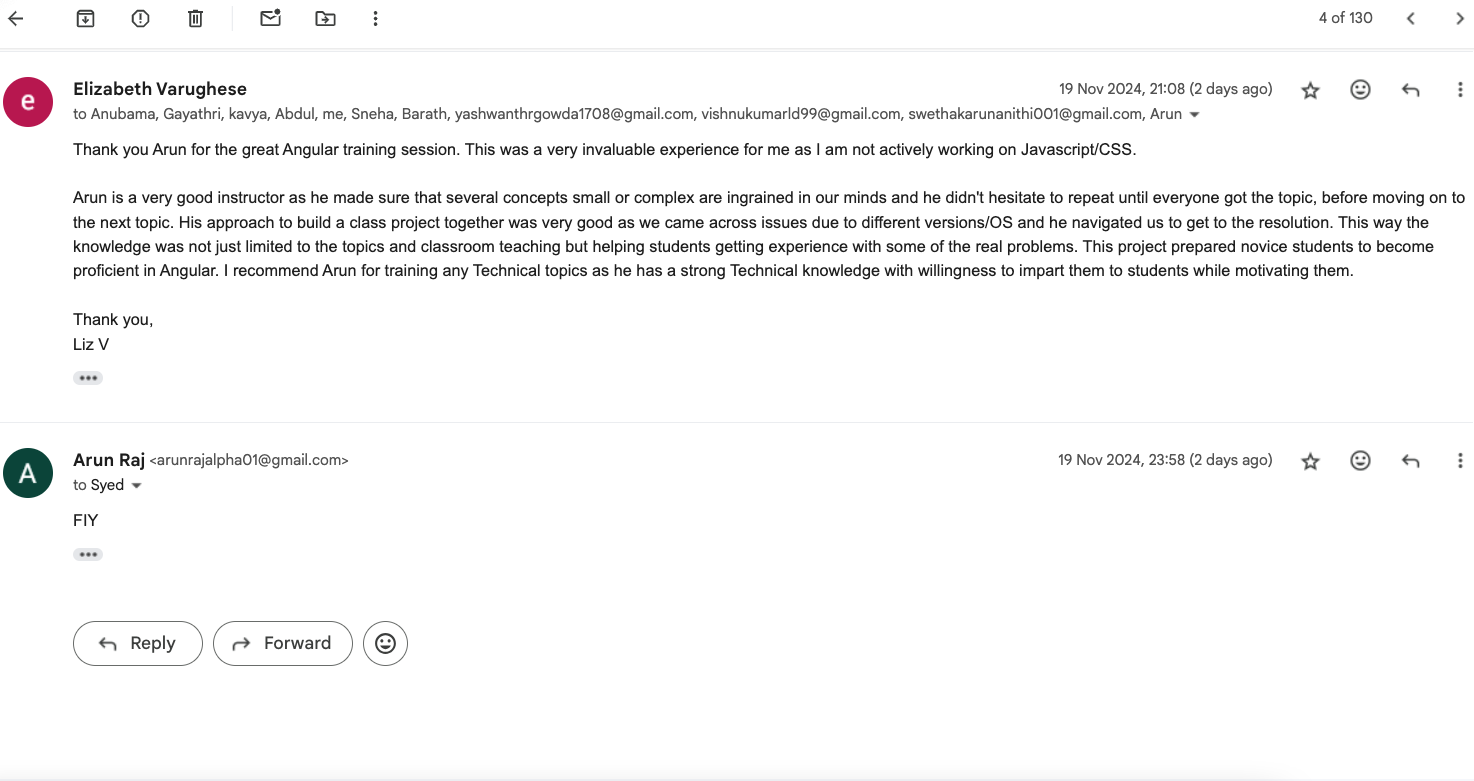 4 of 130
e
Elizabeth Varughese
19 Nov 2024, 21:08 (2 days ago)
to Anubama, Gayathri, kavya, Abdul, me, Sneha, Barath, yashwanthrgowda1708@gmail.com, vishnukumarld99@gmail.com, swethakarunanithi001@gmail.com, Arun
Thank you Arun for the great Angular training session. This was a very invaluable experience for me as I am not actively working on Javascript/CSS.
Arun is a very good instructor as he made sure that several concepts small or complex are ingrained in our minds and he didn't hesitate to repeat until everyone got the topic, before moving on to
the next topic. His approach to build a class project together was very good as we came across issues due to different versions/OS and he navigated us to get to the resolution. This way the
knowledge was not just limited to the topics and classroom teaching but helping students getting experience with some of the real problems. This project prepared novice students to become
proficient in Angular. I recommend Arun for training any Technical topics as he has a strong Technical knowledge with willingness to impart them to students while motivating them.
Thank you,
Liz V
A
Arun Raj <arunrajalpha01@gmail.com>
19 Nov 2024, 23:58 (2 days ago)
to Syed
FIY
Reply
Forward